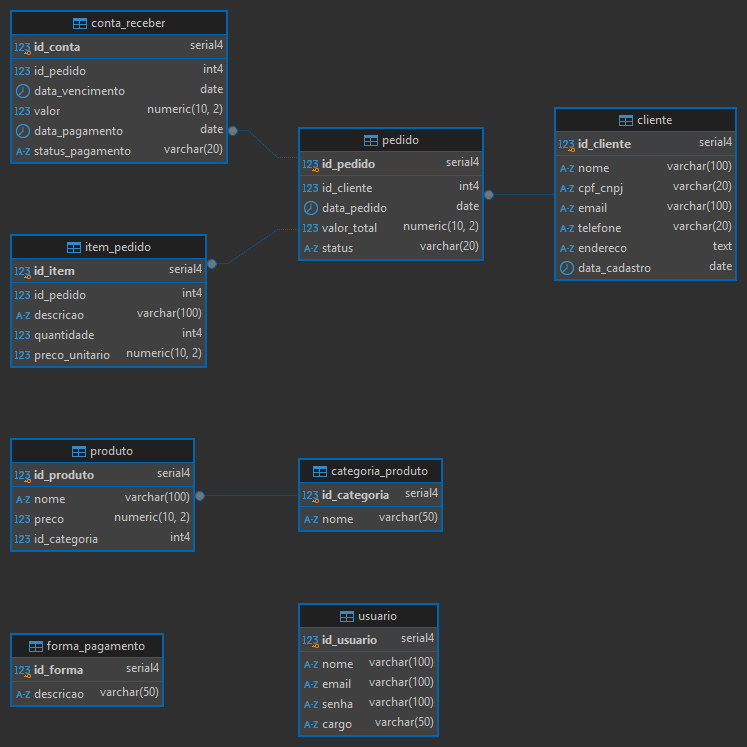 conta_receber
123 id_conta serial4
123 id_pedido int4
data_vencimento date
123 valor numeric(10, 2)
data_pagamento date
A-Z status_pagamento varchar(20)
pedido
123 id_pedido serial4
123 id_cliente int4
data_pedido date
123 valor_total numeric(10, 2)
A-Z status varchar(20)
cliente
123 id_cliente serial4
A-Z nome varchar(100)
A-Z cpf_cnpj varchar(20)
A-Z email varchar(100)
A-Z telefone varchar(20)
A-Z endereco text
data_cadastro date
item_pedido
123 id_item serial4
123 id_pedido int4
A-Z descricao varchar(100)
123 quantidade int4
123 preco_unitario numeric(10, 2)
produto
123 id_produto serial4
A-Z nome varchar(100)
123 preco numeric(10, 2)
123 id_categoria int4
categoria_produto
123 id_categoria serial4
A-Z nome varchar(50)
forma_pagamento
123 id_forma serial4
A-Z descricao varchar(50)
usuario
123 id_usuario serial4
A-Z nome varchar(100)
A-Z email varchar(100)
A-Z senha varchar(100)
A-Z cargo varchar(50)